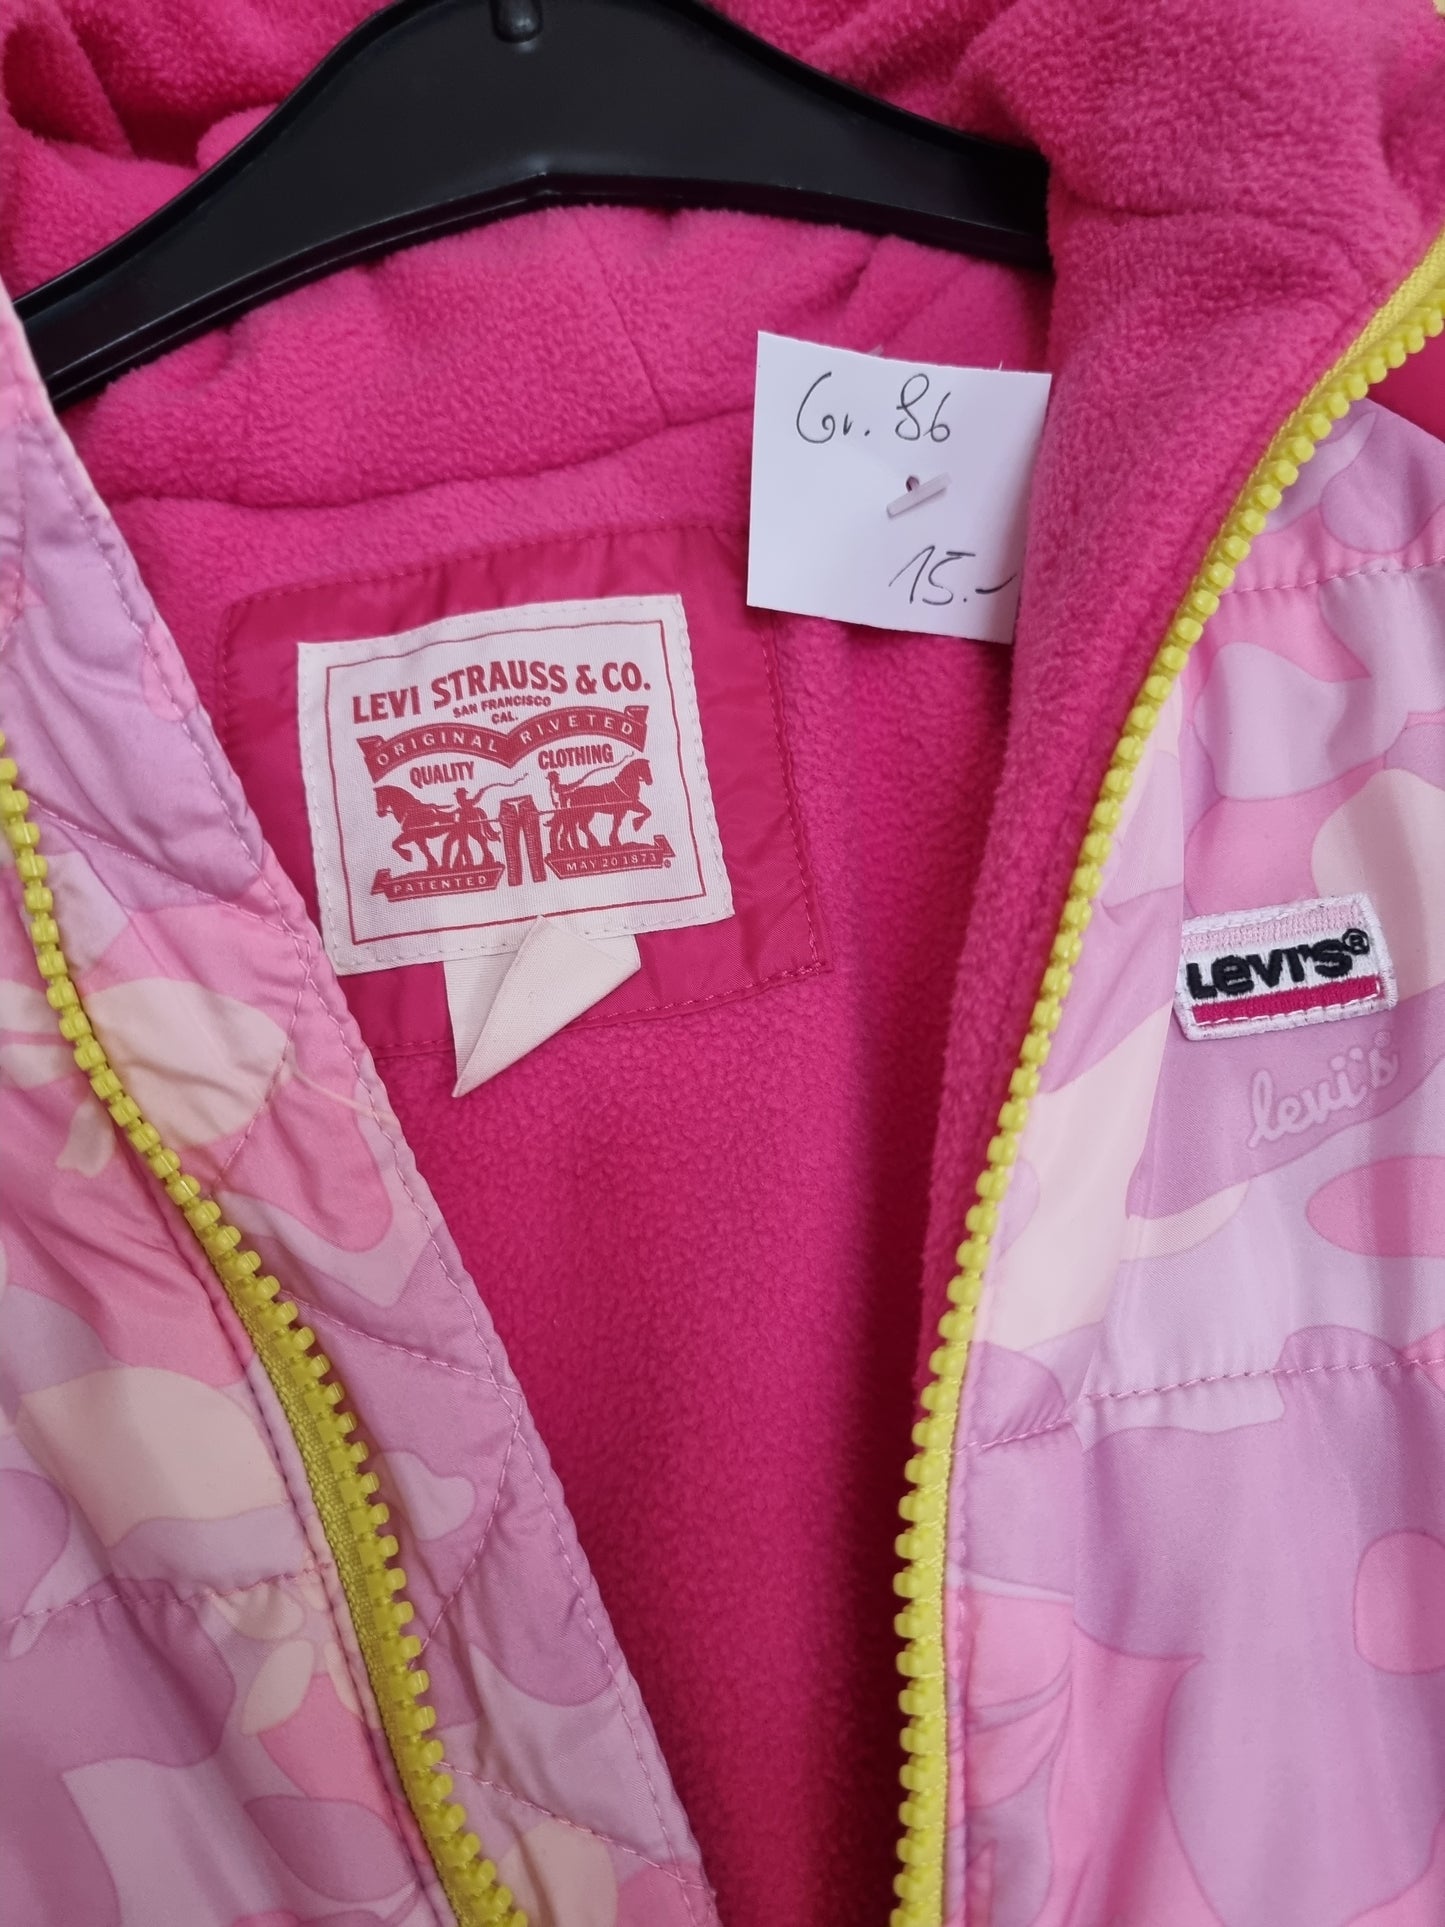 Gr. 86
15.-
LEVI STRAUSS & CO.
SAN FRANCISCO
CAL.
ORIGINAL RIVETED
QUALITY CLOTHING
PATENTED MAY 20 1873®
LEVI'S®
levi's